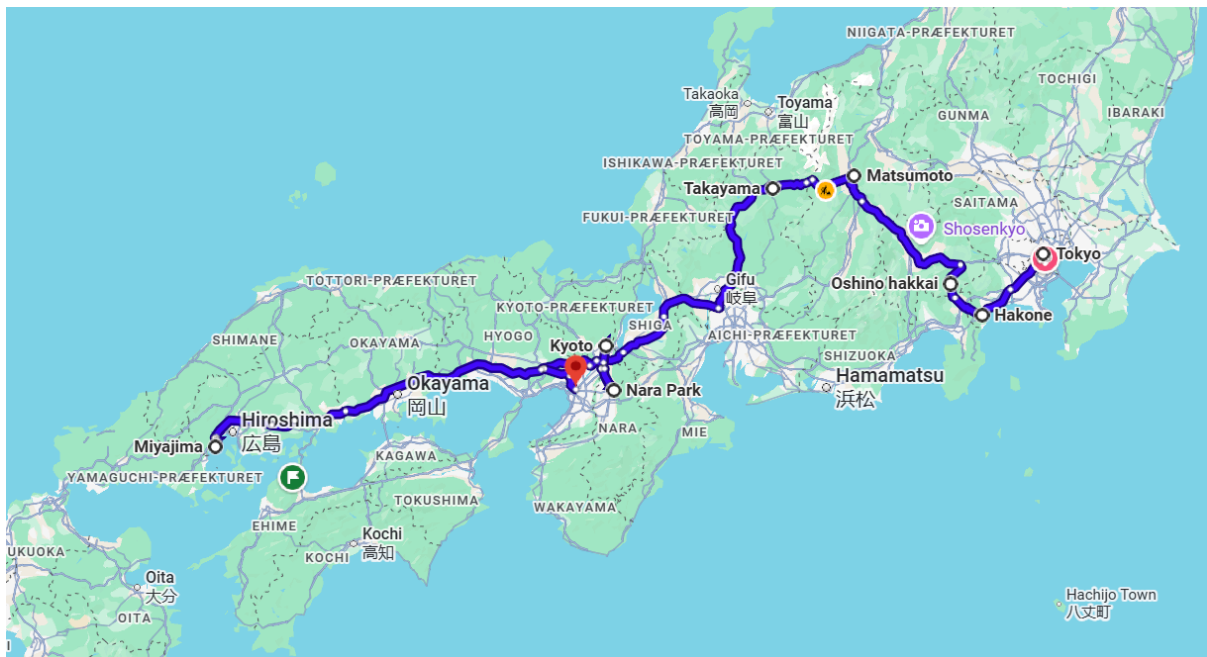 NIIGATA-PRÆFEKTURET
TOCHIGI
Takaoka
高岡
Toyama
富山
GUNMA
IBARAKI
TOYAMA-PRÆFEKTURET
ISHIKAWA-PRÆFEKTURET
Takayama
Matsumoto
SAITAMA
FUKUI-PRÆFEKTURET
Shosenkyo
Tokyo
TOTTORI-PRÆFEKTURET
Gifu
岐阜
Oshino hakkai
KYOTO-PRÆFEKTURET
Hakone
SHIMANE
OKAYAMA
HYOGO
SHIGA
AICHI-PRÆFEKTURET
Kyoto
SHIZUOKA
Okayama
岡山
Nara Park
Hamamatsu
浜松
Hiroshima
広島
NARA
MIE
Miyajima
KAGAWA
YAMAGUCHI-PRÆFEKTURET
TOKUSHIMA
WAKAYAMA
EHIME
Kochi
高知
KOCHI
UKUOKA
Oita
大分
OITA
Hachijo Town
八丈町